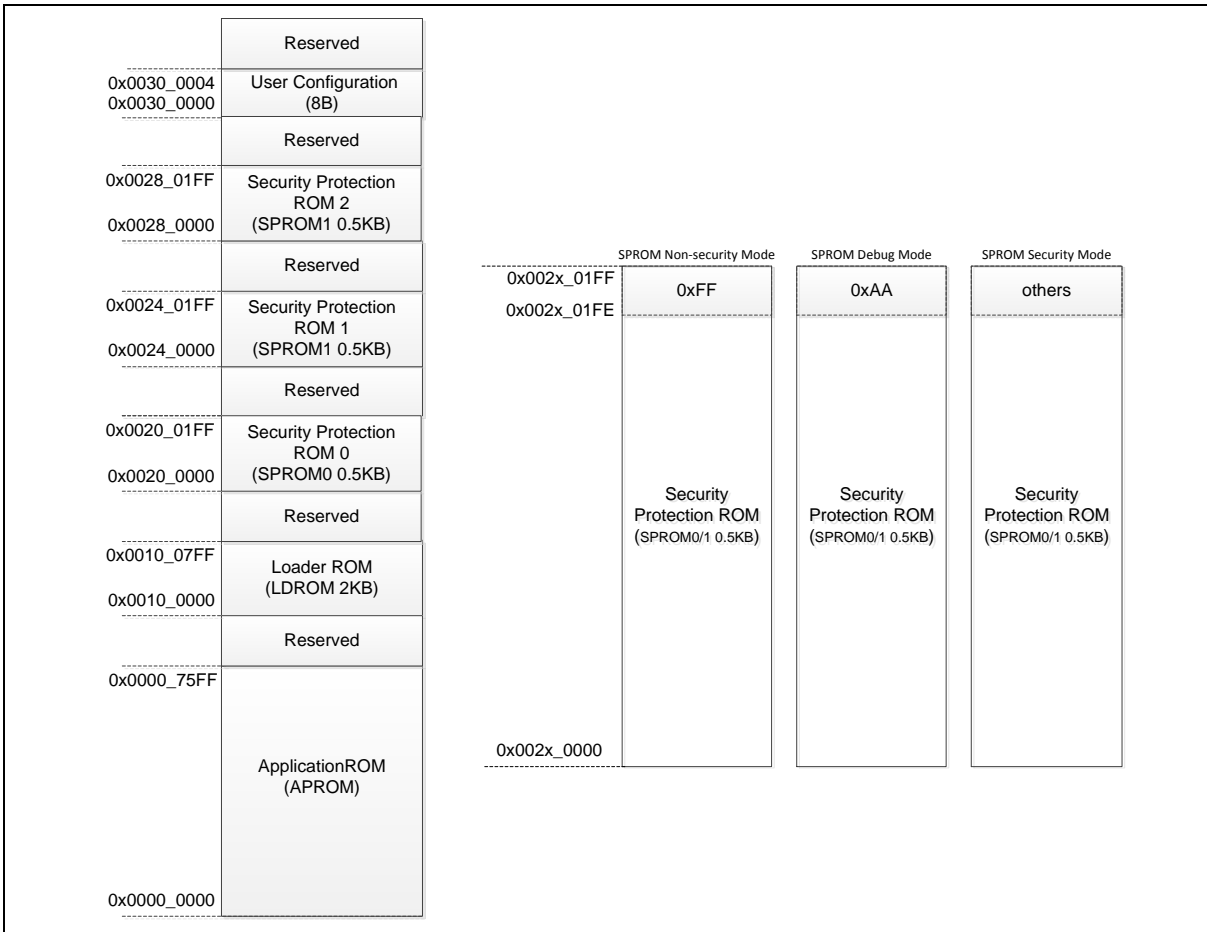 Reserved
0x0030_0004
0x0030_0000
User Configuration
(8B)
Reserved
0x0028_01FF
0x0028_0000
Security Protection
ROM 2
(SPROM1 0.5KB)
Reserved
0x0024_01FF
0x0024_0000
Security Protection
ROM 1
(SPROM1 0.5KB)
Reserved
0x0020_01FF
0x0020_0000
Security Protection
ROM 0
(SPROM0 0.5KB)
Reserved
0x0010_07FF
0x0010_0000
Loader ROM
(LDROM 2KB)
Reserved
0x0000_75FF
ApplicationROM
(APROM)
0x0000_0000
SPROM Non-security Mode
SPROM Debug Mode
SPROM Security Mode
0x002x_01FF
0x002x_01FE
0xFF
0xAA
others
Security
Protection ROM
(SPROM0/1 0.5KB)
Security
Protection ROM
(SPROM0/1 0.5KB)
Security
Protection ROM
(SPROM0/1 0.5KB)
0x002x_0000